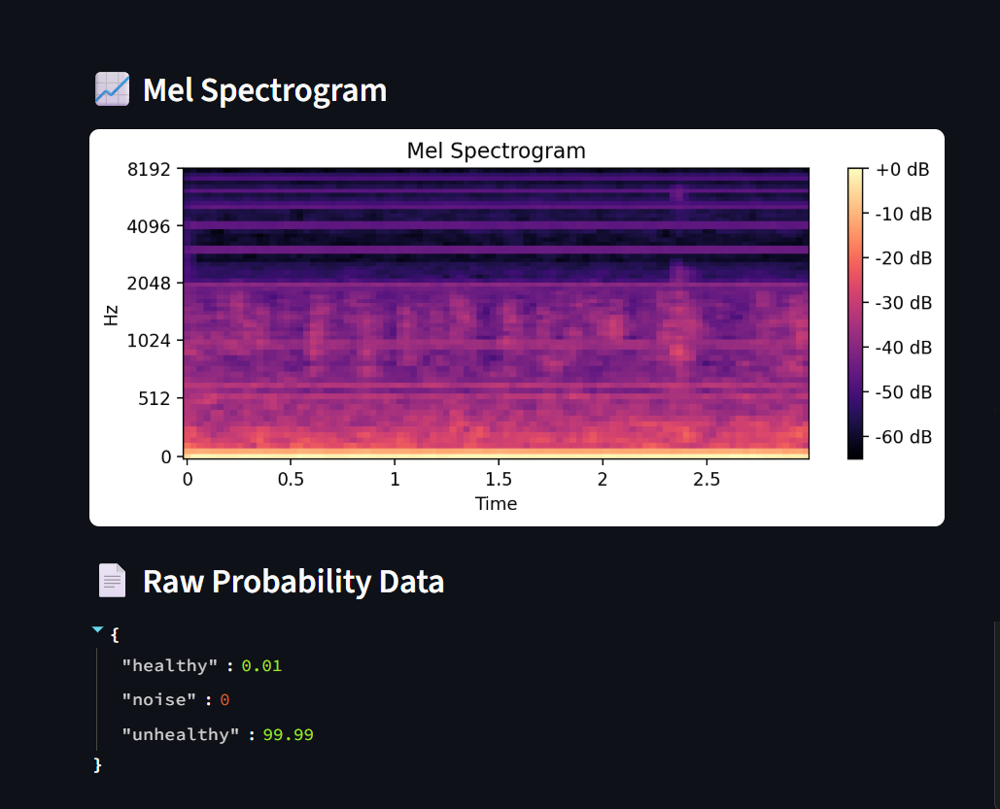 Mel Spectrogram
Mel Spectrogram
8192
4096
2048
1024
512
0
Hz
0 0.5 1 1.5 2 2.5
Time
+0 dB
-10 dB
-20 dB
-30 dB
-40 dB
-50 dB
-60 dB
Raw Probability Data
{
"healthy" : 0.01
"noise" : 0
"unhealthy" : 99.99
}